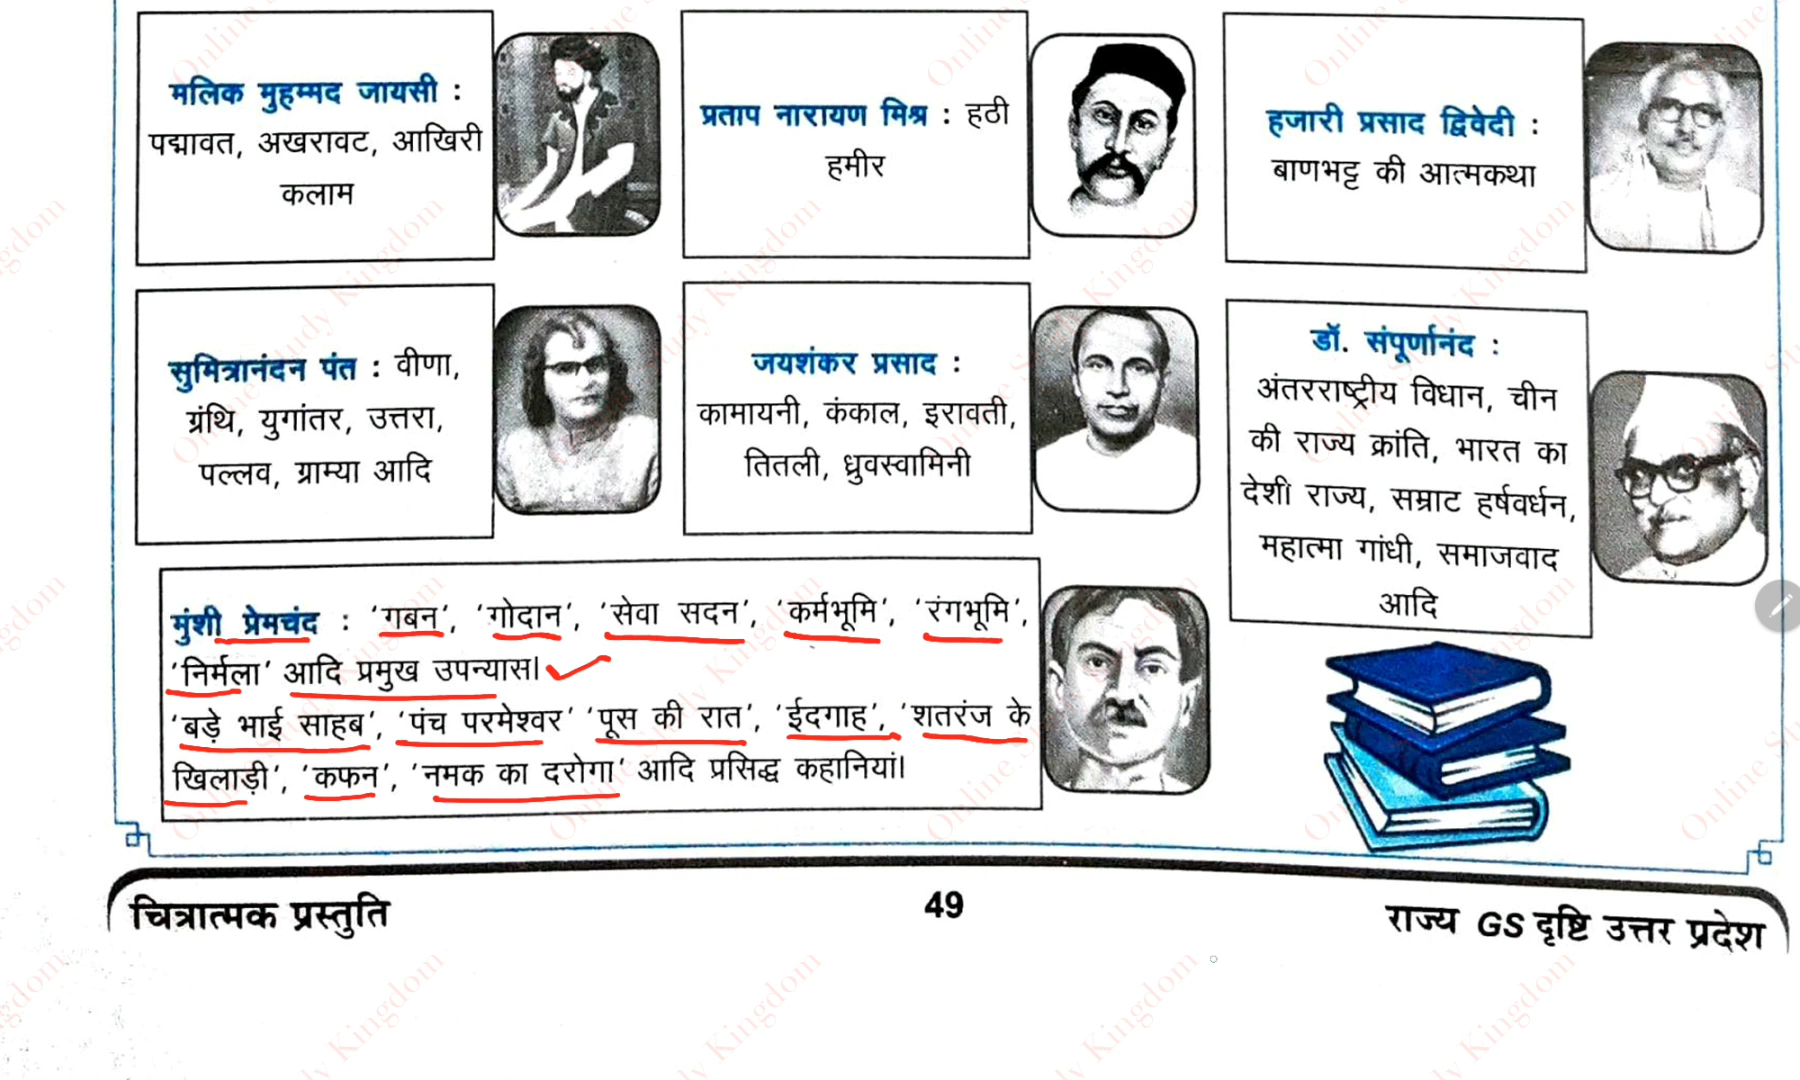 मलिक मुहम्मद जायसी :
पद्मावत, अखरावट, आखिरी
कलाम
प्रताप नारायण मिश्र : हठी
हमीर
हजारी प्रसाद द्विवेदी :
बाणभट्ट की आत्मकथा
सुमित्रानंदन पंत : वीणा,
ग्रंथि, युगांतर, उत्तरा,
पल्लव, ग्राम्या आदि
जयशंकर प्रसाद :
कामायनी, कंकाल, इरावती,
तितली, ध्रुवस्वामिनी
डॉ. संपूर्णानंद :
अंतरराष्ट्रीय विधान, चीन
की राज्य क्रांति, भारत का
देशी राज्य, सम्राट हर्षवर्धन,
महात्मा गांधी, समाजवाद
आदि
मुंशी प्रेमचंद : 'गबन', 'गोदान', 'सेवा सदन', 'कर्मभूमि', 'रंगभूमि',
'निर्मला' आदि प्रमुख उपन्यास।
'बड़े भाई साहब', 'पंच परमेश्वर' 'पूस की रात', 'ईदगाह', 'शतरंज के
खिलाड़ी', 'कफन', 'नमक का दरोगा' आदि प्रसिद्ध कहानियां।
चित्रात्मक प्रस्तुति
49
राज्य GS दृष्टि उत्तर प्रदेश
Online Study Kingdom